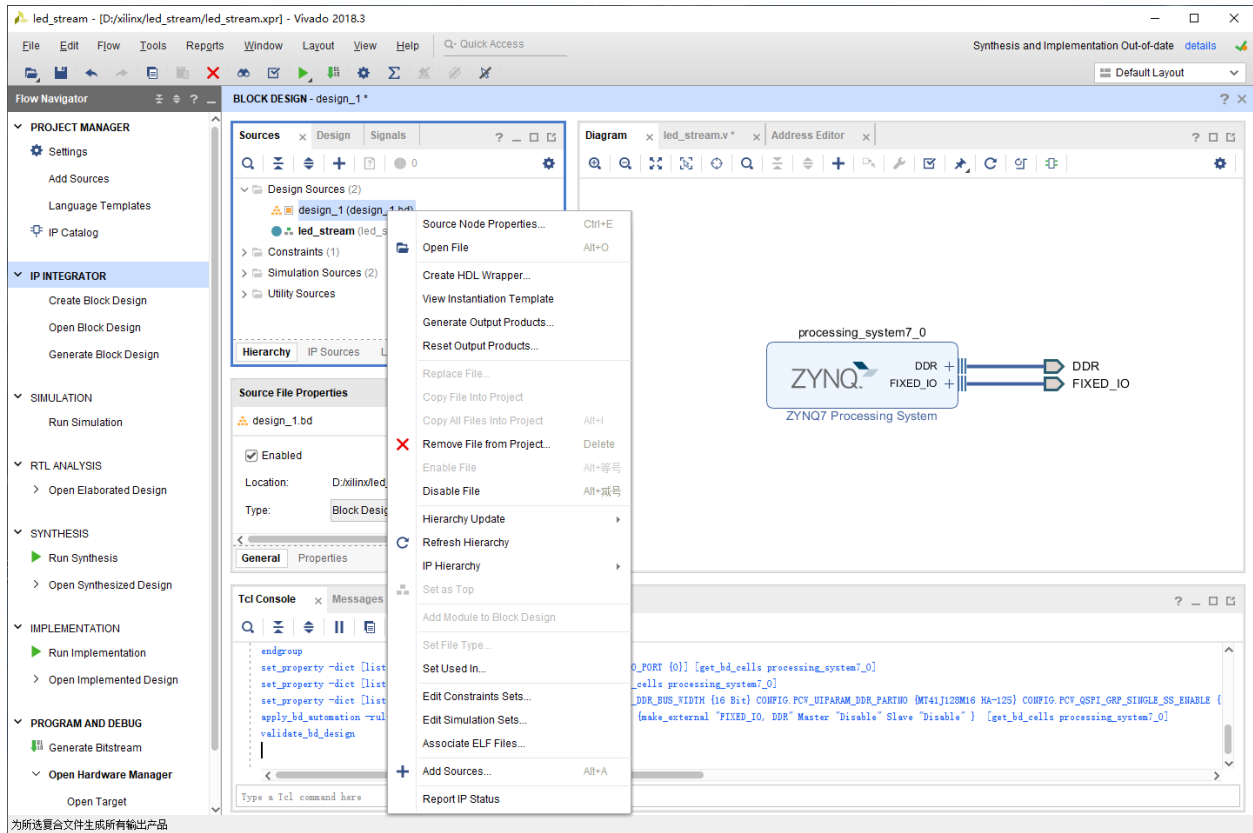 led_stream - [D:/xilinx/led_stream/led_stream.xpr] - Vivado 2018.3
File Edit Flow Tools Reports Window Layout View Help Q- Quick Access Synthesis and Implementation Out-of-date details
Default Layout
Flow Navigator
PROJECT MANAGER
Settings
Add Sources
Language Templates
IP Catalog
IP INTEGRATOR
Create Block Design
Open Block Design
Generate Block Design
SIMULATION
Run Simulation
RTL ANALYSIS
Open Elaborated Design
SYNTHESIS
Run Synthesis
Open Synthesized Design
IMPLEMENTATION
Run Implementation
Open Implemented Design
PROGRAM AND DEBUG
Generate Bitstream
Open Hardware Manager
Open Target
BLOCK DESIGN - design_1 *
Sources Design Signals
0
Design Sources (2)
design_1 (design_1.bd)
led_stream (led_s
Constraints (1)
Simulation Sources (2)
Utility Sources
Hierarchy IP Sources L
Source File Properties
design_1.bd
Enabled
Location: D:/xilinx/led_
Type: Block Desig
General Properties
Source Node Properties... Ctrl+E
Open File Alt+O
Create HDL Wrapper...
View Instantiation Template
Generate Output Products...
Reset Output Products...
Replace File...
Copy File Into Project
Copy All Files Into Project Alt+I
Remove File from Project... Delete
Enable File Alt+等号
Disable File Alt+减号
Hierarchy Update
Refresh Hierarchy
IP Hierarchy
Set as Top
Add Module to Block Design
Set File Type...
Set Used In...
Edit Constraints Sets...
Edit Simulation Sets...
Associate ELF Files...
Add Sources... Alt+A
Report IP Status
Diagram led_stream.v * Address Editor
processing_system7_0
ZYNQ
DDR
FIXED_IO
DDR
FIXED_IO
ZYNQ7 Processing System
Tcl Console Messages
endgroup
set_property -dict [list O_PORT {0}] [get_bd_cells processing_system7_0]
set_property -dict [list _cells processing_system7_0]
set_property -dict [list _DDR_BUS_WIDTH {16 Bit} CONFIG.PCW_UIPARAM_DDR_PARTNO {MT41J128M16 HA-125} CONFIG.PCW_QSPI_GRP_SINGLE_SS_ENABLE {
apply_bd_automation -rul {make_external "FIXED_IO, DDR" Master "Disable" Slave "Disable" } [get_bd_cells processing_system7_0]
validate_bd_design
Type a Tcl command here
为所选复合文件生成所有输出产品